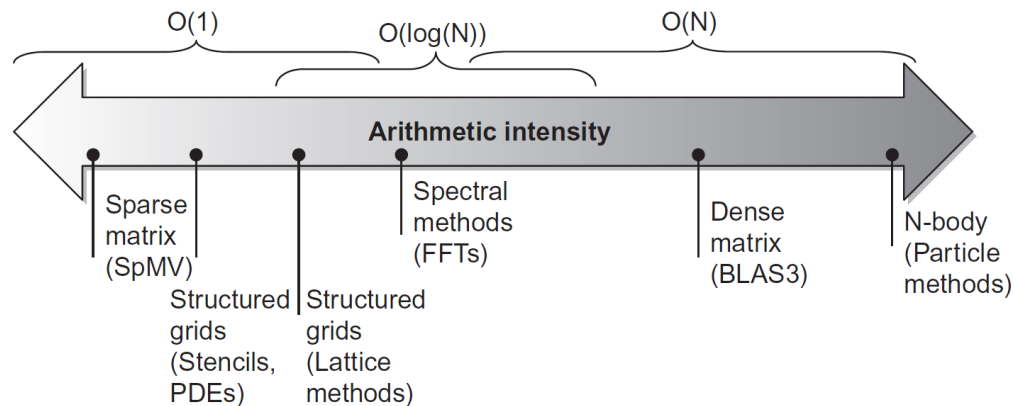 O(1)
O(log(N))
O(N)
Arithmetic intensity
Sparse
matrix
(SpMV)
Structured
grids
(Stencils,
PDEs)
Structured
grids
(Lattice
methods)
Spectral
methods
(FFTs)
Dense
matrix
(BLAS3)
N-body
(Particle
methods)